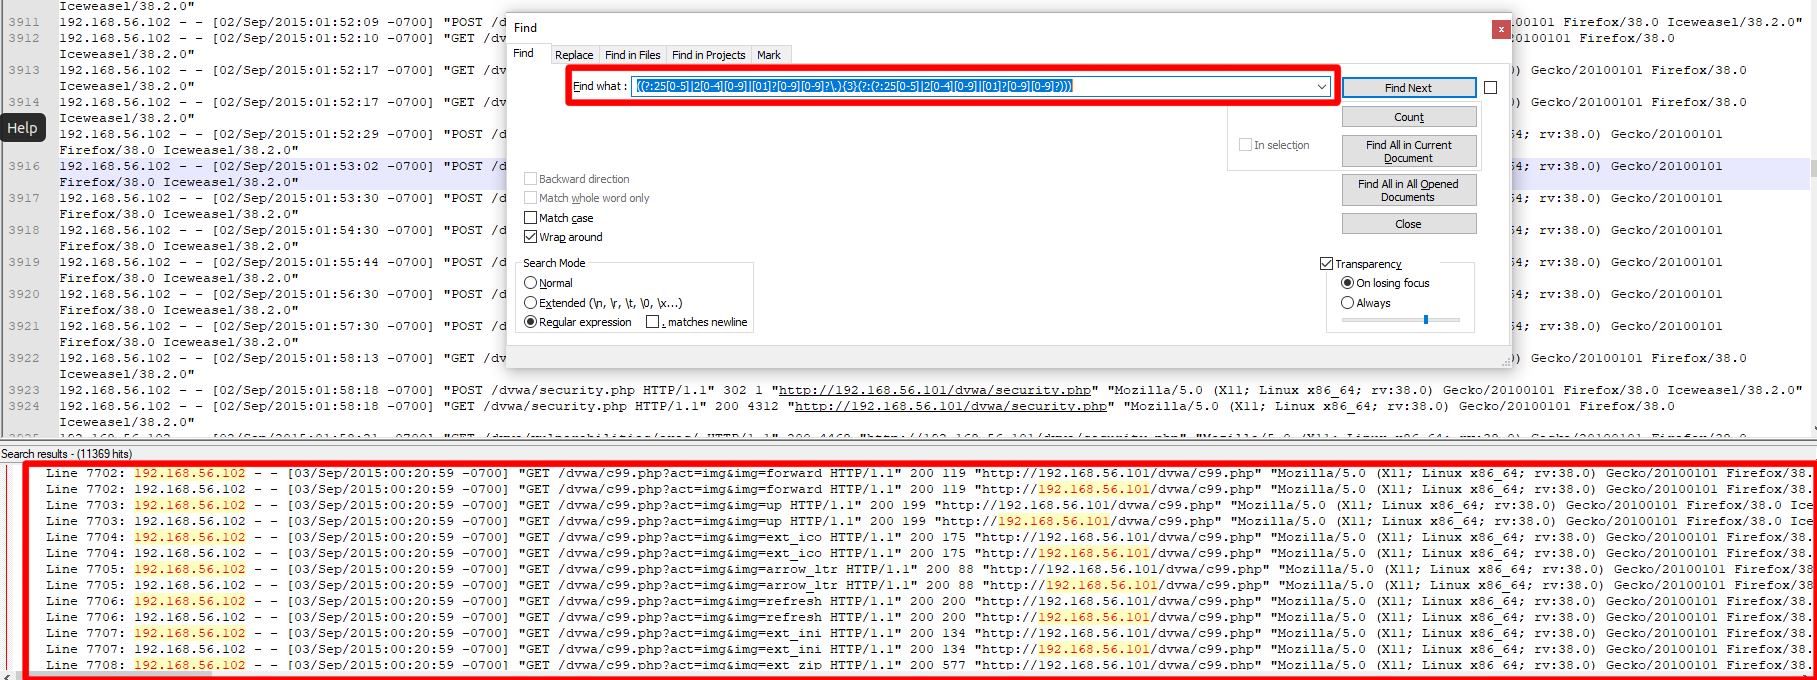 Iceweasel/38.2.0"
3911 192.168.56.102 - - [02/Sep/2015:01:52:09 -0700] "POST /d 0100101 Firefox/38.0 Iceweasel/38.2.0"
3912 192.168.56.102 - - [02/Sep/2015:01:52:10 -0700] "GET /dv 0100101 Firefox/38.0
Iceweasel/38.2.0"
3913 192.168.56.102 - - [02/Sep/2015:01:52:17 -0700] "GET /d ) Gecko/20100101 Firefox/38.0
Iceweasel/38.2.0"
3914 192.168.56.102 - - [02/Sep/2015:01:52:17 -0700] "GET /d ) Gecko/20100101 Firefox/38.0
Iceweasel/38.2.0"
192.168.56.102 - - [02/Sep/2015:01:52:29 -0700] "POST /d 4; rv:38.0) Gecko/20100101
Firefox/38.0 Iceweasel/38.2.0"
3916 192.168.56.102 - - [02/Sep/2015:01:53:02 -0700] "POST /d 4; rv:38.0) Gecko/20100101
Firefox/38.0 Iceweasel/38.2.0"
3917 192.168.56.102 - - [02/Sep/2015:01:53:30 -0700] "POST /d 4; rv:38.0) Gecko/20100101
Firefox/38.0 Iceweasel/38.2.0"
3918 192.168.56.102 - - [02/Sep/2015:01:54:30 -0700] "POST /d 4; rv:38.0) Gecko/20100101
Firefox/38.0 Iceweasel/38.2.0"
3919 192.168.56.102 - - [02/Sep/2015:01:55:44 -0700] "POST /d 4; rv:38.0) Gecko/20100101
Firefox/38.0 Iceweasel/38.2.0"
3920 192.168.56.102 - - [02/Sep/2015:01:56:30 -0700] "POST /d 4; rv:38.0) Gecko/20100101
Firefox/38.0 Iceweasel/38.2.0"
3921 192.168.56.102 - - [02/Sep/2015:01:57:30 -0700] "POST /d 4; rv:38.0) Gecko/20100101
Firefox/38.0 Iceweasel/38.2.0"
3922 192.168.56.102 - - [02/Sep/2015:01:58:13 -0700] "GET /dv ) Gecko/20100101 Firefox/38.0
Iceweasel/38.2.0"
3923 192.168.56.102 - - [02/Sep/2015:01:58:18 -0700] "POST /dvwa/security.php HTTP/1.1" 302 1 "http://192.168.56.101/dvwa/security.php" "Mozilla/5.0 (X11; Linux x86_64; rv:38.0) Gecko/20100101 Firefox/38.0 Iceweasel/38.2.0"
3924 192.168.56.102 - - [02/Sep/2015:01:58:18 -0700] "GET /dvwa/security.php HTTP/1.1" 200 4312 "http://192.168.56.101/dvwa/security.php" "Mozilla/5.0 (X11; Linux x86_64; rv:38.0) Gecko/20100101 Firefox/38.0
Iceweasel/38.2.0"
Help
Find
x
Find Replace Find in Files Find in Projects Mark
Find what : ((?:25[0-5]|2[0-4][0-9]|[01]?[0-9][0-9]?\.){3}(?:(?:25[0-5]|2[0-4][0-9]|[01]?[0-9][0-9]?)))
Find Next
Count
In selection
Find All in Current
Document
Find All in All Opened
Documents
Close
Backward direction
Match whole word only
Match case
Wrap around
Search Mode
Normal
Extended (\n, \r, \t, \0, \x...)
Regular expression . matches newline
Transparency
On losing focus
Always
Search results - (11369 hits)
Line 7702: 192.168.56.102 - - [03/Sep/2015:00:20:59 -0700] "GET /dvwa/c99.php?act=img&img=forward HTTP/1.1" 200 119 "http://192.168.56.101/dvwa/c99.php" "Mozilla/5.0 (X11; Linux x86_64; rv:38.0) Gecko/20100101 Firefox/38.
Line 7702: 192.168.56.102 - - [03/Sep/2015:00:20:59 -0700] "GET /dvwa/c99.php?act=img&img=forward HTTP/1.1" 200 119 "http://192.168.56.101/dvwa/c99.php" "Mozilla/5.0 (X11; Linux x86_64; rv:38.0) Gecko/20100101 Firefox/38.
Line 7703: 192.168.56.102 - - [03/Sep/2015:00:20:59 -0700] "GET /dvwa/c99.php?act=img&img=up HTTP/1.1" 200 199 "http://192.168.56.101/dvwa/c99.php" "Mozilla/5.0 (X11; Linux x86_64; rv:38.0) Gecko/20100101 Firefox/38.0 Ice
Line 7703: 192.168.56.102 - - [03/Sep/2015:00:20:59 -0700] "GET /dvwa/c99.php?act=img&img=up HTTP/1.1" 200 199 "http://192.168.56.101/dvwa/c99.php" "Mozilla/5.0 (X11; Linux x86_64; rv:38.0) Gecko/20100101 Firefox/38.0 Ice
Line 7704: 192.168.56.102 - - [03/Sep/2015:00:20:59 -0700] "GET /dvwa/c99.php?act=img&img=ext_ico HTTP/1.1" 200 175 "http://192.168.56.101/dvwa/c99.php" "Mozilla/5.0 (X11; Linux x86_64; rv:38.0) Gecko/20100101 Firefox/38.
Line 7704: 192.168.56.102 - - [03/Sep/2015:00:20:59 -0700] "GET /dvwa/c99.php?act=img&img=ext_ico HTTP/1.1" 200 175 "http://192.168.56.101/dvwa/c99.php" "Mozilla/5.0 (X11; Linux x86_64; rv:38.0) Gecko/20100101 Firefox/38.
Line 7705: 192.168.56.102 - - [03/Sep/2015:00:20:59 -0700] "GET /dvwa/c99.php?act=img&img=arrow_ltr HTTP/1.1" 200 88 "http://192.168.56.101/dvwa/c99.php" "Mozilla/5.0 (X11; Linux x86_64; rv:38.0) Gecko/20100101 Firefox/38
Line 7705: 192.168.56.102 - - [03/Sep/2015:00:20:59 -0700] "GET /dvwa/c99.php?act=img&img=arrow_ltr HTTP/1.1" 200 88 "http://192.168.56.101/dvwa/c99.php" "Mozilla/5.0 (X11; Linux x86_64; rv:38.0) Gecko/20100101 Firefox/38
Line 7706: 192.168.56.102 - - [03/Sep/2015:00:20:59 -0700] "GET /dvwa/c99.php?act=img&img=refresh HTTP/1.1" 200 200 "http://192.168.56.101/dvwa/c99.php" "Mozilla/5.0 (X11; Linux x86_64; rv:38.0) Gecko/20100101 Firefox/38.
Line 7706: 192.168.56.102 - - [03/Sep/2015:00:20:59 -0700] "GET /dvwa/c99.php?act=img&img=refresh HTTP/1.1" 200 200 "http://192.168.56.101/dvwa/c99.php" "Mozilla/5.0 (X11; Linux x86_64; rv:38.0) Gecko/20100101 Firefox/38.
Line 7707: 192.168.56.102 - - [03/Sep/2015:00:20:59 -0700] "GET /dvwa/c99.php?act=img&img=ext_ini HTTP/1.1" 200 134 "http://192.168.56.101/dvwa/c99.php" "Mozilla/5.0 (X11; Linux x86_64; rv:38.0) Gecko/20100101 Firefox/38.
Line 7707: 192.168.56.102 - - [03/Sep/2015:00:20:59 -0700] "GET /dvwa/c99.php?act=img&img=ext_ini HTTP/1.1" 200 134 "http://192.168.56.101/dvwa/c99.php" "Mozilla/5.0 (X11; Linux x86_64; rv:38.0) Gecko/20100101 Firefox/38.
Line 7708: 192.168.56.102 - - [03/Sep/2015:00:20:59 -0700] "GET /dvwa/c99.php?act=img&img=ext_zip HTTP/1.1" 200 577 "http://192.168.56.101/dvwa/c99.php" "Mozilla/5.0 (X11; Linux x86_64; rv:38.0) Gecko/20100101 Firefox/38.